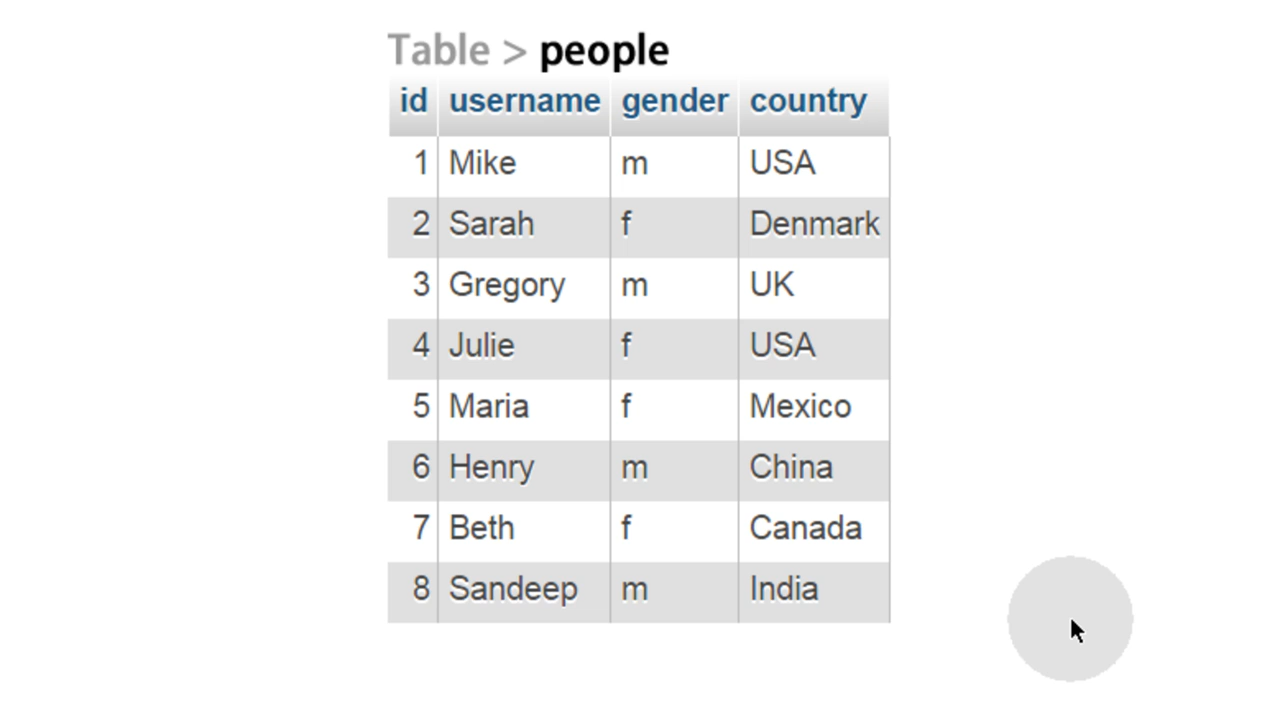 Table > people
id username gender country
1 Mike m USA
2 Sarah f Denmark
3 Gregory m UK
4 Julie f USA
5 Maria f Mexico
6 Henry m China
7 Beth f Canada
8 Sandeep m India